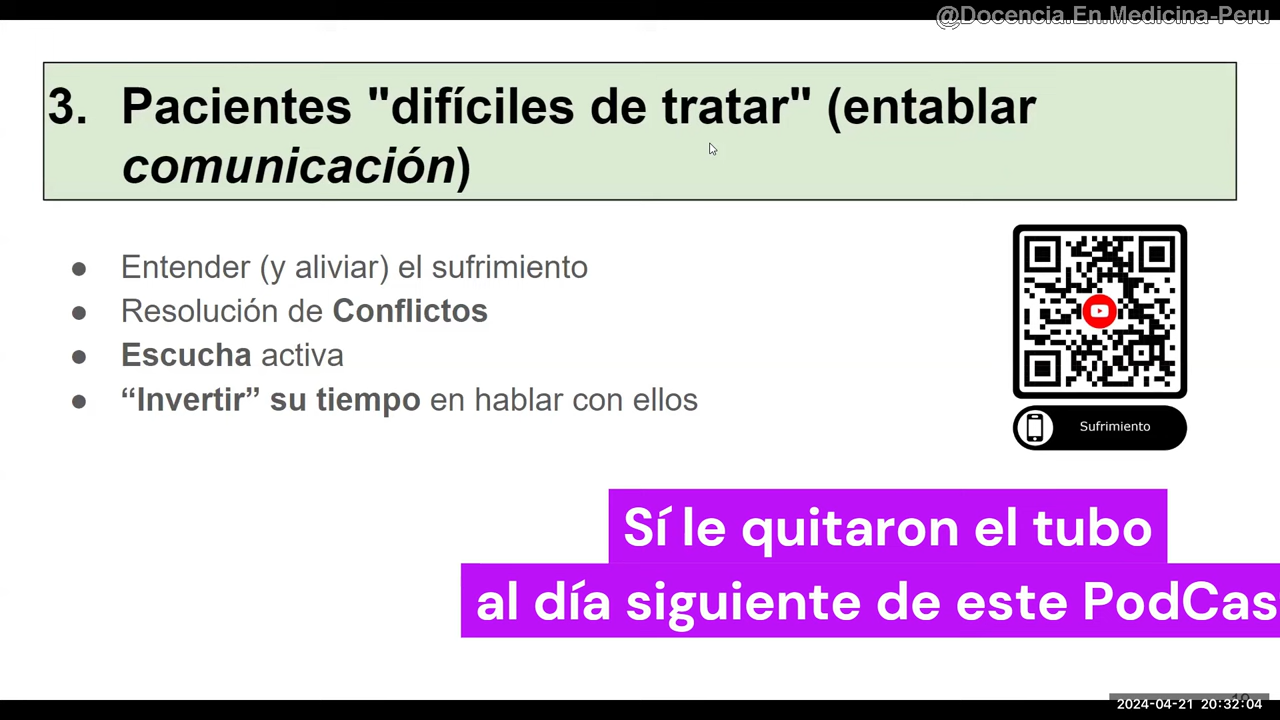 @Docencia.En.Medicina-Peru
3. Pacientes "difíciles de tratar" (entablar
comunicación)
● Entender (y aliviar) el sufrimiento
● Resolución de Conflictos
● Escucha activa
● “Invertir” su tiempo en hablar con ellos
Sufrimiento
Sí le quitaron el tubo
al día siguiente de este PodCas
2024-04-21 20:32:04